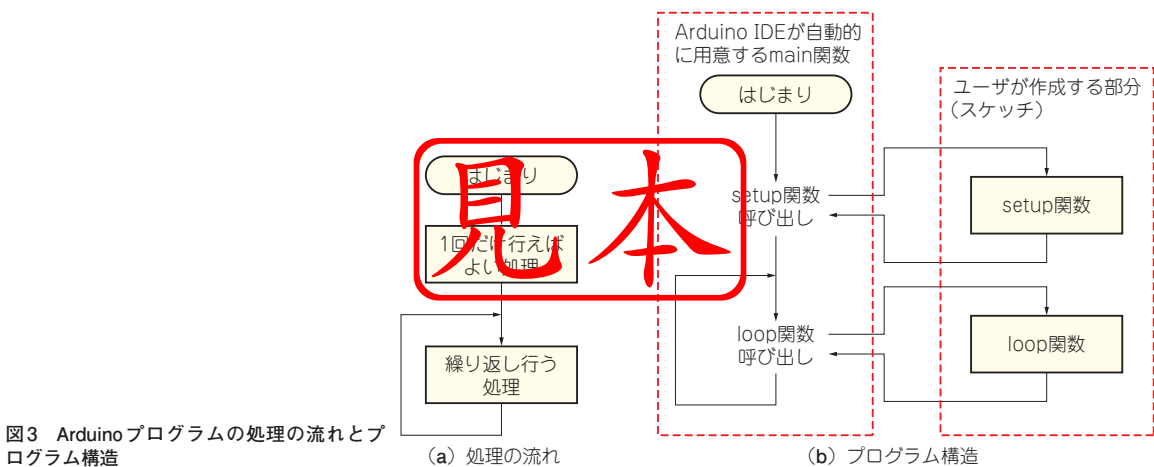 Arduino IDEが自動的
に用意するmain関数
はじまり
ユーザが作成する部分
(スケッチ)
見本
はじまり
setup関数
呼び出し
setup関数
1回だけ行えば
よい処理
loop関数
呼び出し
loop関数
繰り返し行う
処理
図3 Arduinoプログラムの処理の流れとプ
ログラム構造
(a) 処理の流れ
(b) プログラム構造